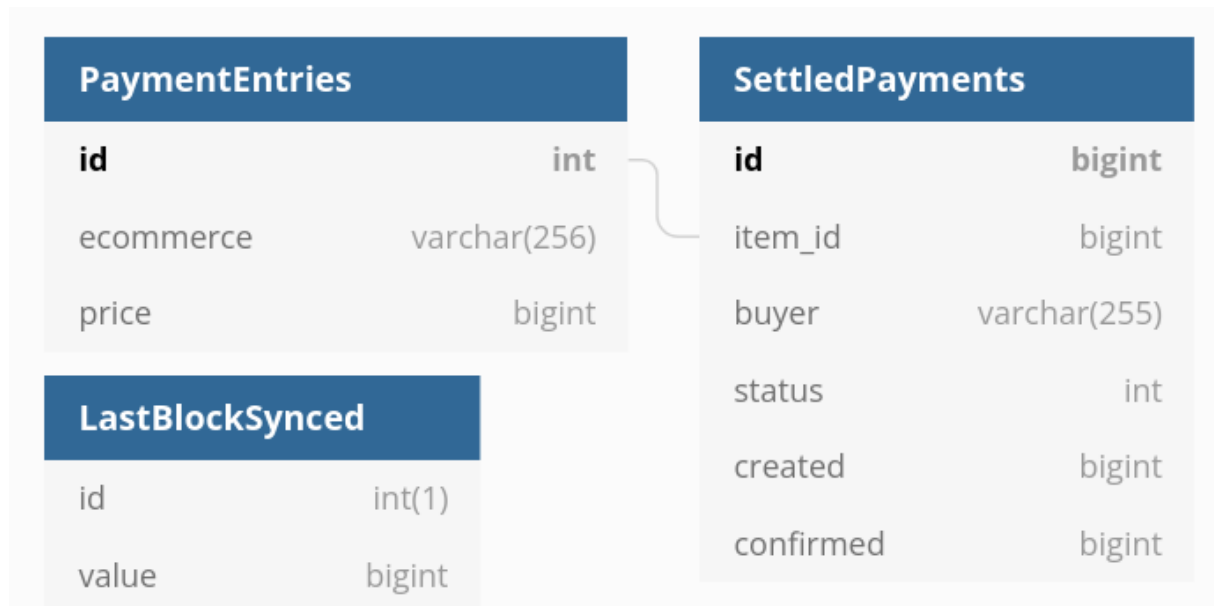 PaymentEntries
id int
ecommerce varchar(256)
price bigint
LastBlockSynced
id int(1)
value bigint
SettledPayments
id bigint
item_id bigint
buyer varchar(255)
status int
created bigint
confirmed bigint